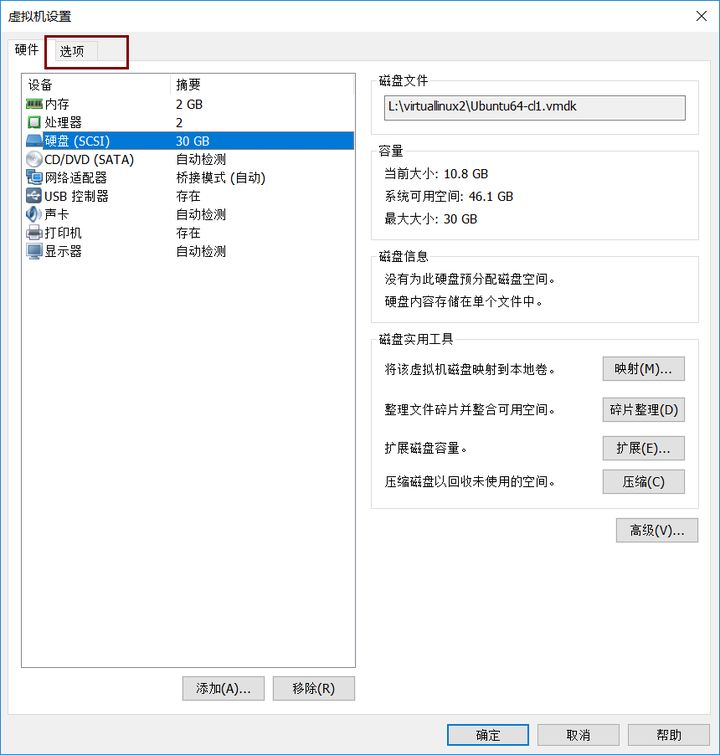 虚拟机设置
硬件 选项
设备 摘要
内存 2 GB
处理器 2
硬盘 (SCSI) 30 GB
CD/DVD (SATA) 自动检测
网络适配器 桥接模式 (自动)
USB 控制器 存在
声卡 自动检测
打印机 存在
显示器 自动检测
添加(A)... 移除(R)
磁盘文件
L:\virtuallinux2\Ubuntu64-cl1.vmdk
容量
当前大小: 10.8 GB
系统可用空间: 46.1 GB
最大大小: 30 GB
磁盘信息
没有为此硬盘预分配磁盘空间。
硬盘内容存储在单个文件中。
磁盘实用工具
将该虚拟机磁盘映射到本地卷。 映射(M)...
整理文件碎片并整合可用空间。 碎片整理(D)
扩展磁盘容量。 扩展(E)...
压缩磁盘以回收未使用的空间。 压缩(C)
高级(V)...
确定 取消 帮助